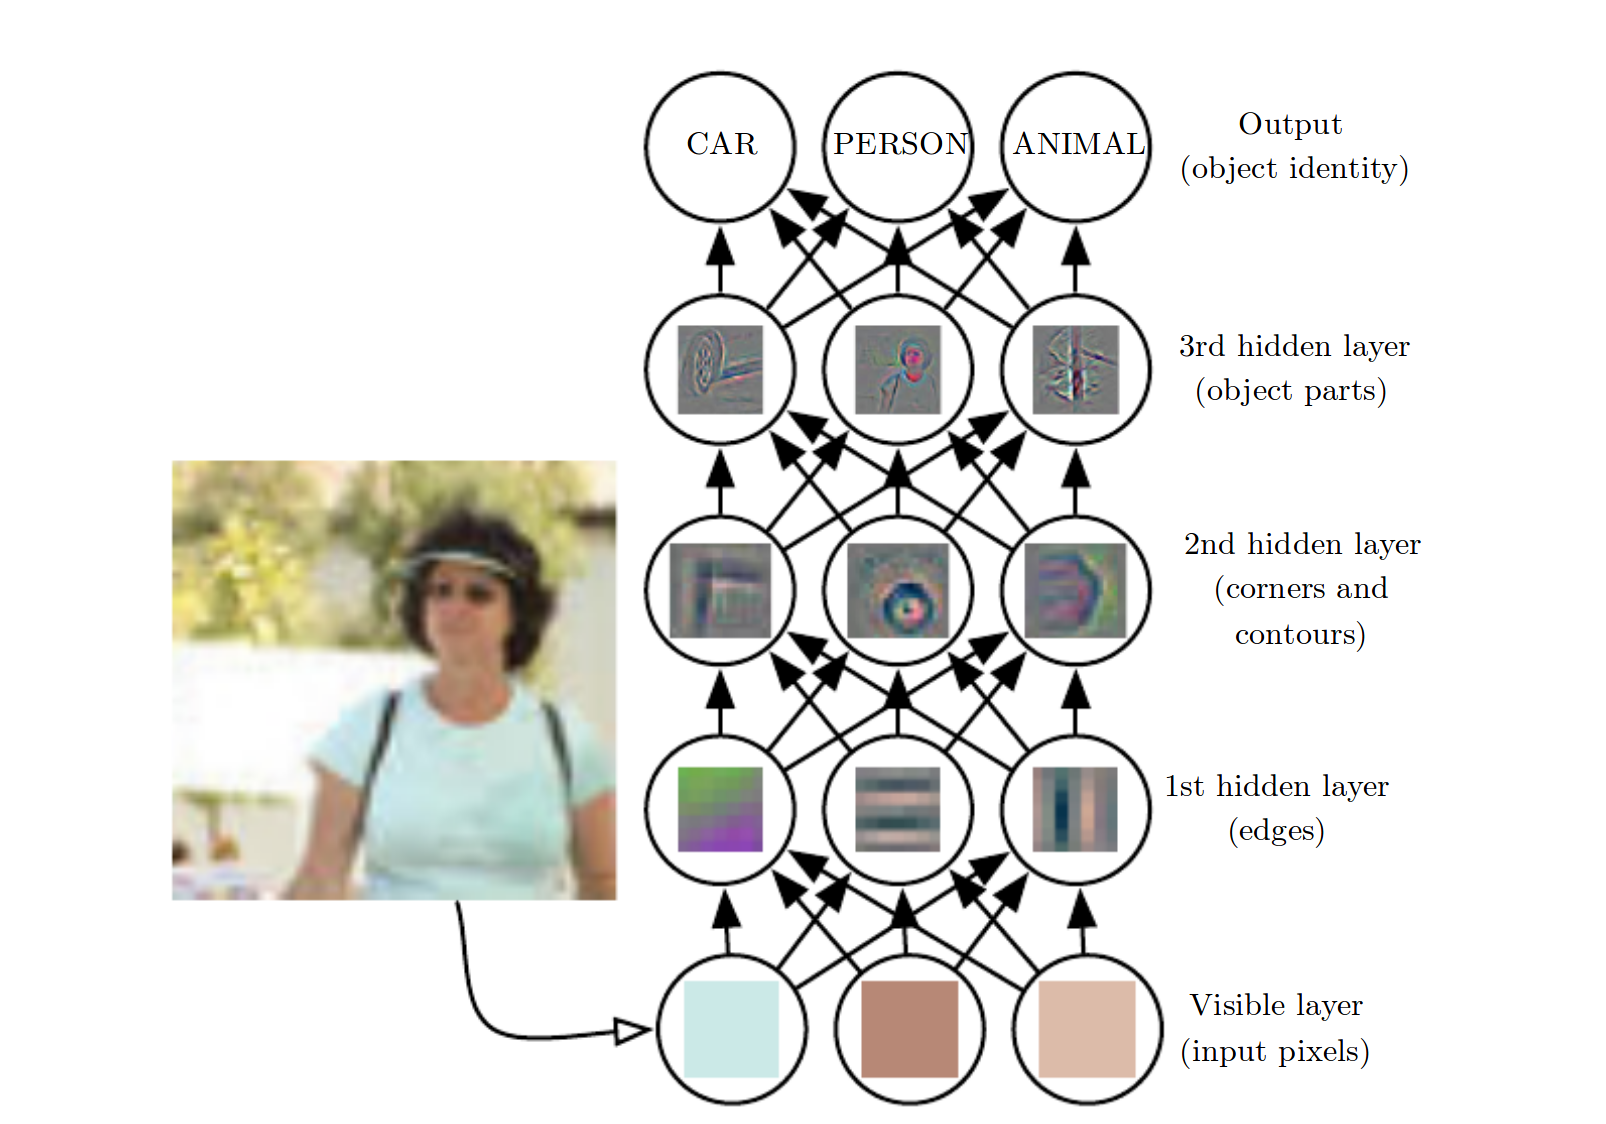 CAR PERSON ANIMAL
Output
(object identity)
3rd hidden layer
(object parts)
2nd hidden layer
(corners and
contours)
1st hidden layer
(edges)
Visible layer
(input pixels)